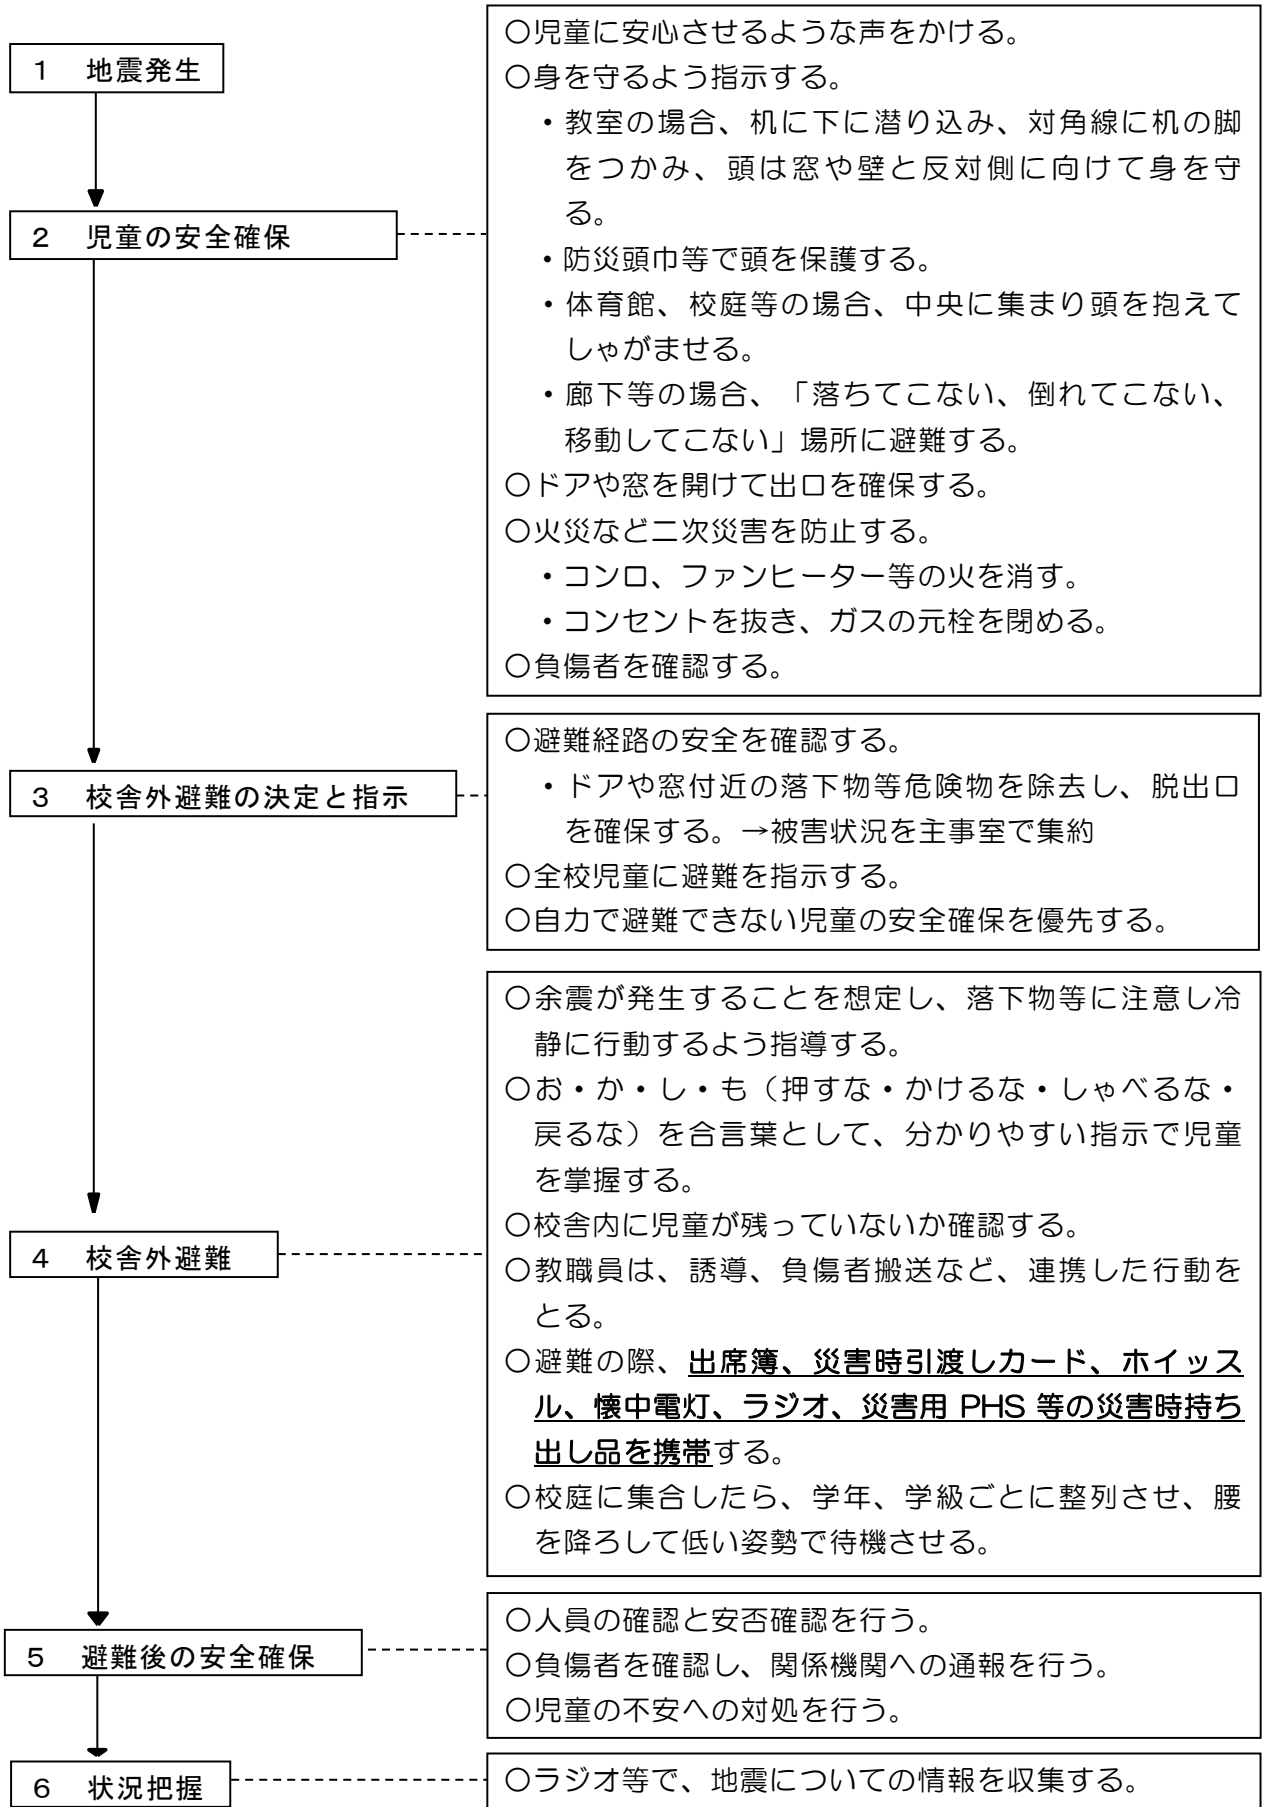 １　地震発生
○児童に安心させるような声をかける。
○身を守るよう指示する。
・教室の場合、机に下に潜り込み、対角線に机の脚
をつかみ、頭は窓や壁と反対側に向けて身を守
る。
２　児童の安全確保
・防災頭巾等で頭を保護する。
・体育館、校庭等の場合、中央に集まり頭を抱えて
しゃがませる。
・廊下等の場合、「落ちてこない、倒れてこない、
移動してこない」場所に避難する。
○ドアや窓を開けて出口を確保する。
○火災など二次災害を防止する。
・コンロ、ファンヒーター等の火を消す。
・コンセントを抜き、ガスの元栓を閉める。
○負傷者を確認する。
３　校舎外避難の決定と指示
○避難経路の安全を確認する。
・ドアや窓付近の落下物等危険物を除去し、脱出口
を確保する。→被害状況を主事室で集約
○全校児童に避難を指示する。
○自力で避難できない児童の安全確保を優先する。
４　校舎外避難
○余震が発生することを想定し、落下物等に注意し冷
静に行動するよう指導する。
○お・か・し・も（押すな・かけるな・しゃべるな・
戻るな）を合言葉として、分かりやすい指示で児童
を掌握する。
○校舎内に児童が残っていないか確認する。
○教職員は、誘導、負傷者搬送など、連携した行動を
とる。
○避難の際、出席簿、災害時引渡しカード、ホイッス
ル、懐中電灯、ラジオ、災害用 PHS 等の災害時持ち
出し品を携帯する。
○校庭に集合したら、学年、学級ごとに整列させ、腰
を降ろして低い姿勢で待機させる。
５　避難後の安全確保
○人員の確認と安否確認を行う。
○負傷者を確認し、関係機関への通報を行う。
○児童の不安への対処を行う。
６　状況把握
○ラジオ等で、地震についての情報を収集する。